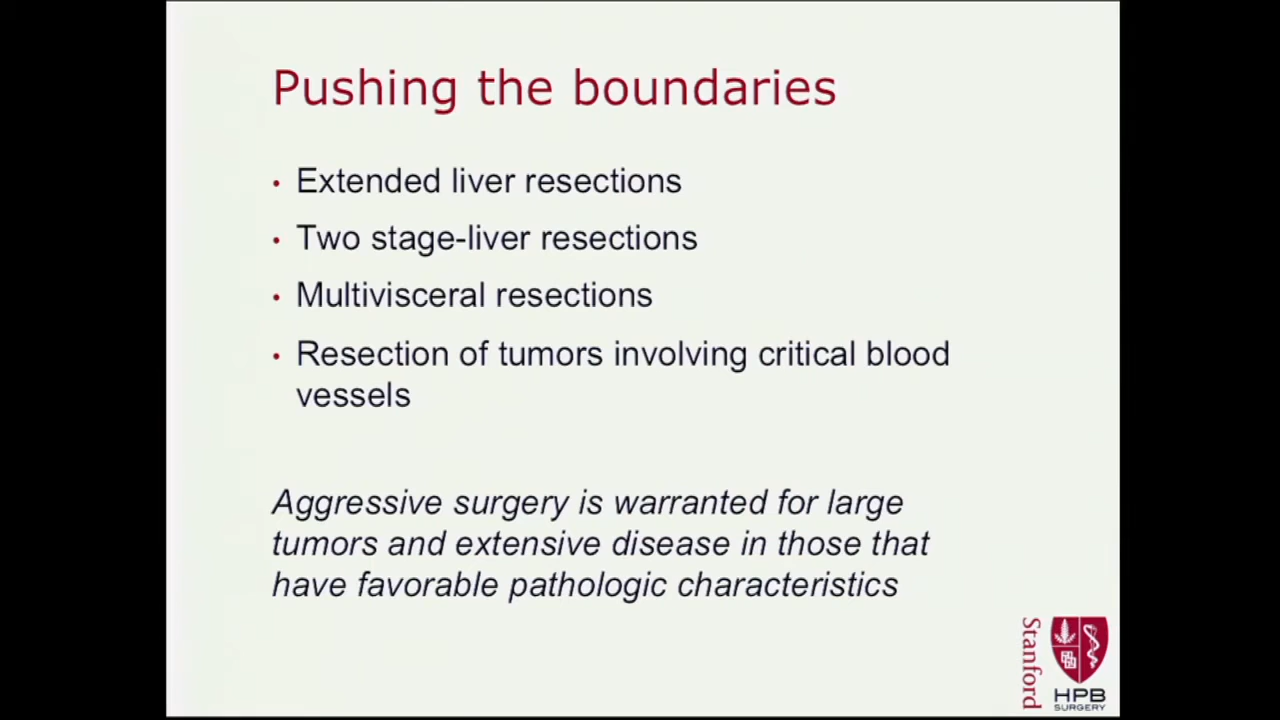 Pushing the boundaries
• Extended liver resections
• Two stage-liver resections
• Multivisceral resections
• Resection of tumors involving critical blood
vessels
Aggressive surgery is warranted for large
tumors and extensive disease in those that
have favorable pathologic characteristics
Stanford
HPB
SURGERY